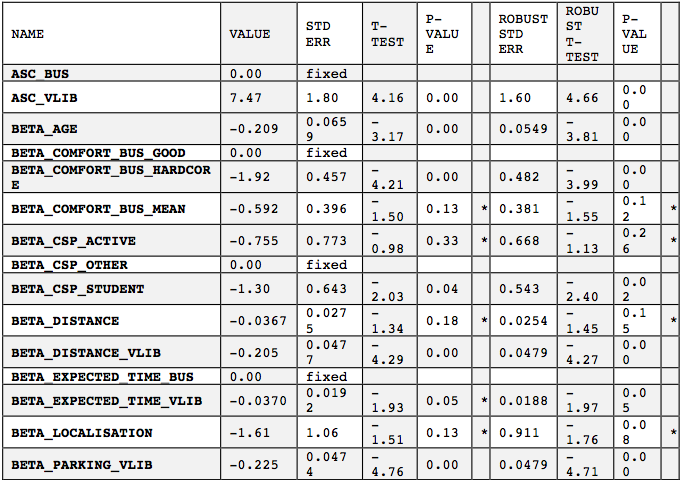 NAME VALUE STD ERR T-TEST P-VALUE ROBUST STD ERR ROBUST T-TEST P-VALUE
ASC_BUS 0.00 fixed
ASC_VLIB 7.47 1.80 4.16 0.00 1.60 4.66 0.00
BETA_AGE -0.209 0.0659 -3.17 0.00 0.0549 -3.81 0.00
BETA_COMFORT_BUS_GOOD 0.00 fixed
BETA_COMFORT_BUS_HARDCORE -1.92 0.457 -4.21 0.00 0.482 -3.99 0.00
BETA_COMFORT_BUS_MEAN -0.592 0.396 -1.50 0.13 * 0.381 -1.55 0.12 *
BETA_CSP_ACTIVE -0.755 0.773 -0.98 0.33 * 0.668 -1.13 0.26 *
BETA_CSP_OTHER 0.00 fixed
BETA_CSP_STUDENT -1.30 0.643 -2.03 0.04 0.543 -2.40 0.02
BETA_DISTANCE -0.0367 0.0275 -1.34 0.18 * 0.0254 -1.45 0.15 *
BETA_DISTANCE_VLIB -0.205 0.0477 -4.29 0.00 0.0479 -4.27 0.00
BETA_EXPECTED_TIME_BUS 0.00 fixed
BETA_EXPECTED_TIME_VLIB -0.0370 0.0192 -1.93 0.05 * 0.0188 -1.97 0.05
BETA_LOCALISATION -1.61 1.06 -1.51 0.13 * 0.911 -1.76 0.08 *
BETA_PARKING_VLIB -0.225 0.0474 -4.76 0.00 0.0479 -4.71 0.00